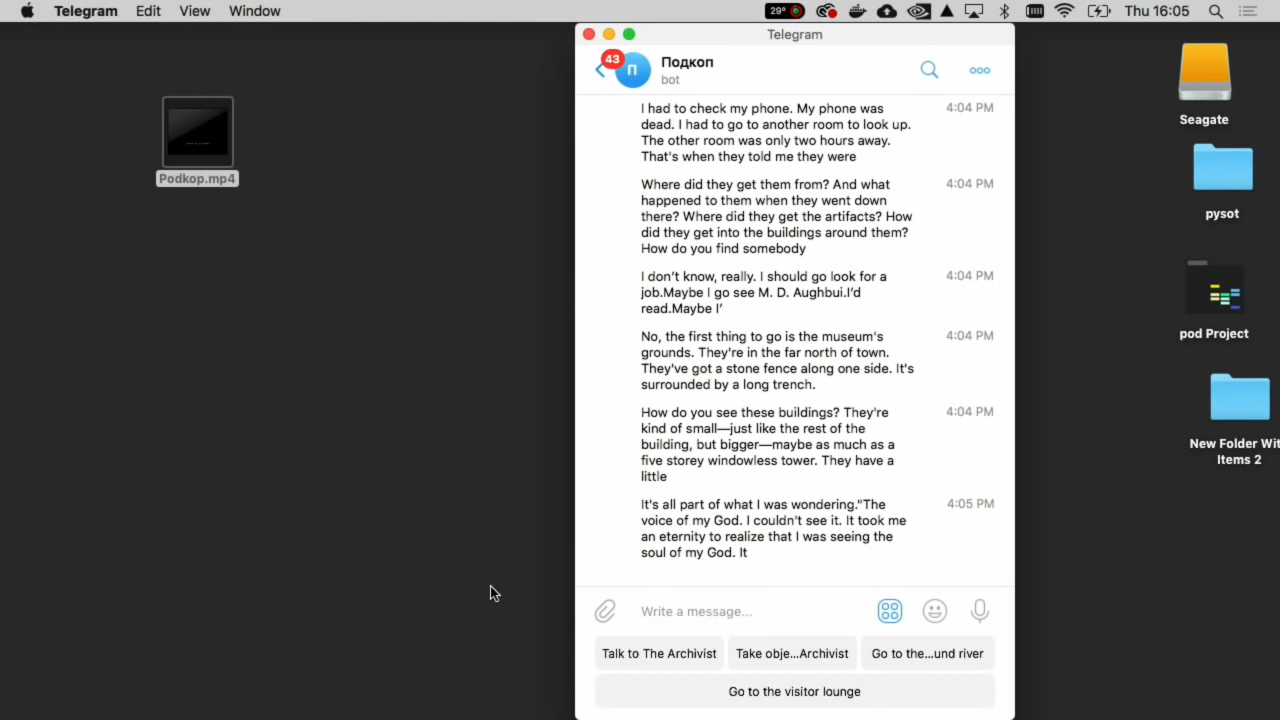 Telegram Edit View Window
29° Thu 16:05
Telegram
43
П
Подкоп
bot
I had to check my phone. My phone was
dead. I had to go to another room to look up.
The other room was only two hours away.
That's when they told me they were
4:04 PM
Where did they get them from? And what
happened to them when they went down
there? Where did they get the artifacts? How
did they get into the buildings around them?
How do you find somebody
4:04 PM
I don't know, really. I should go look for a
job.Maybe I go see M. D. Aughbui.I'd
read.Maybe I'
4:04 PM
No, the first thing to go is the museum's
grounds. They're in the far north of town.
They've got a stone fence along one side. It's
surrounded by a long trench.
4:04 PM
How do you see these buildings? They're
kind of small—just like the rest of the
building, but bigger—maybe as much as a
five storey windowless tower. They have a
little
4:04 PM
It's all part of what I was wondering."The
voice of my God. I couldn't see it. It took me
an eternity to realize that I was seeing the
soul of my God. It
4:05 PM
Write a message...
Talk to The Archivist
Take obje...Archivist
Go to the...und river
Go to the visitor lounge
Podkop.mp4
Seagate
pysot
pod Project
New Folder Wit
Items 2